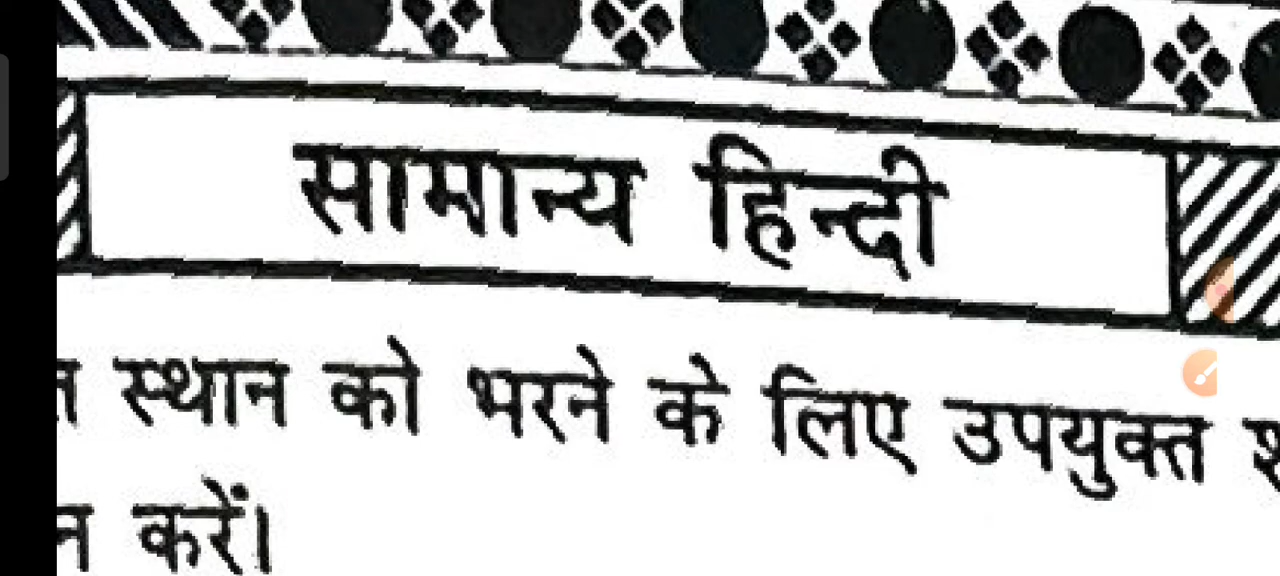 सामान्य हिन्दी
स्थान को भरने के लिए उपयुक्त
करें।